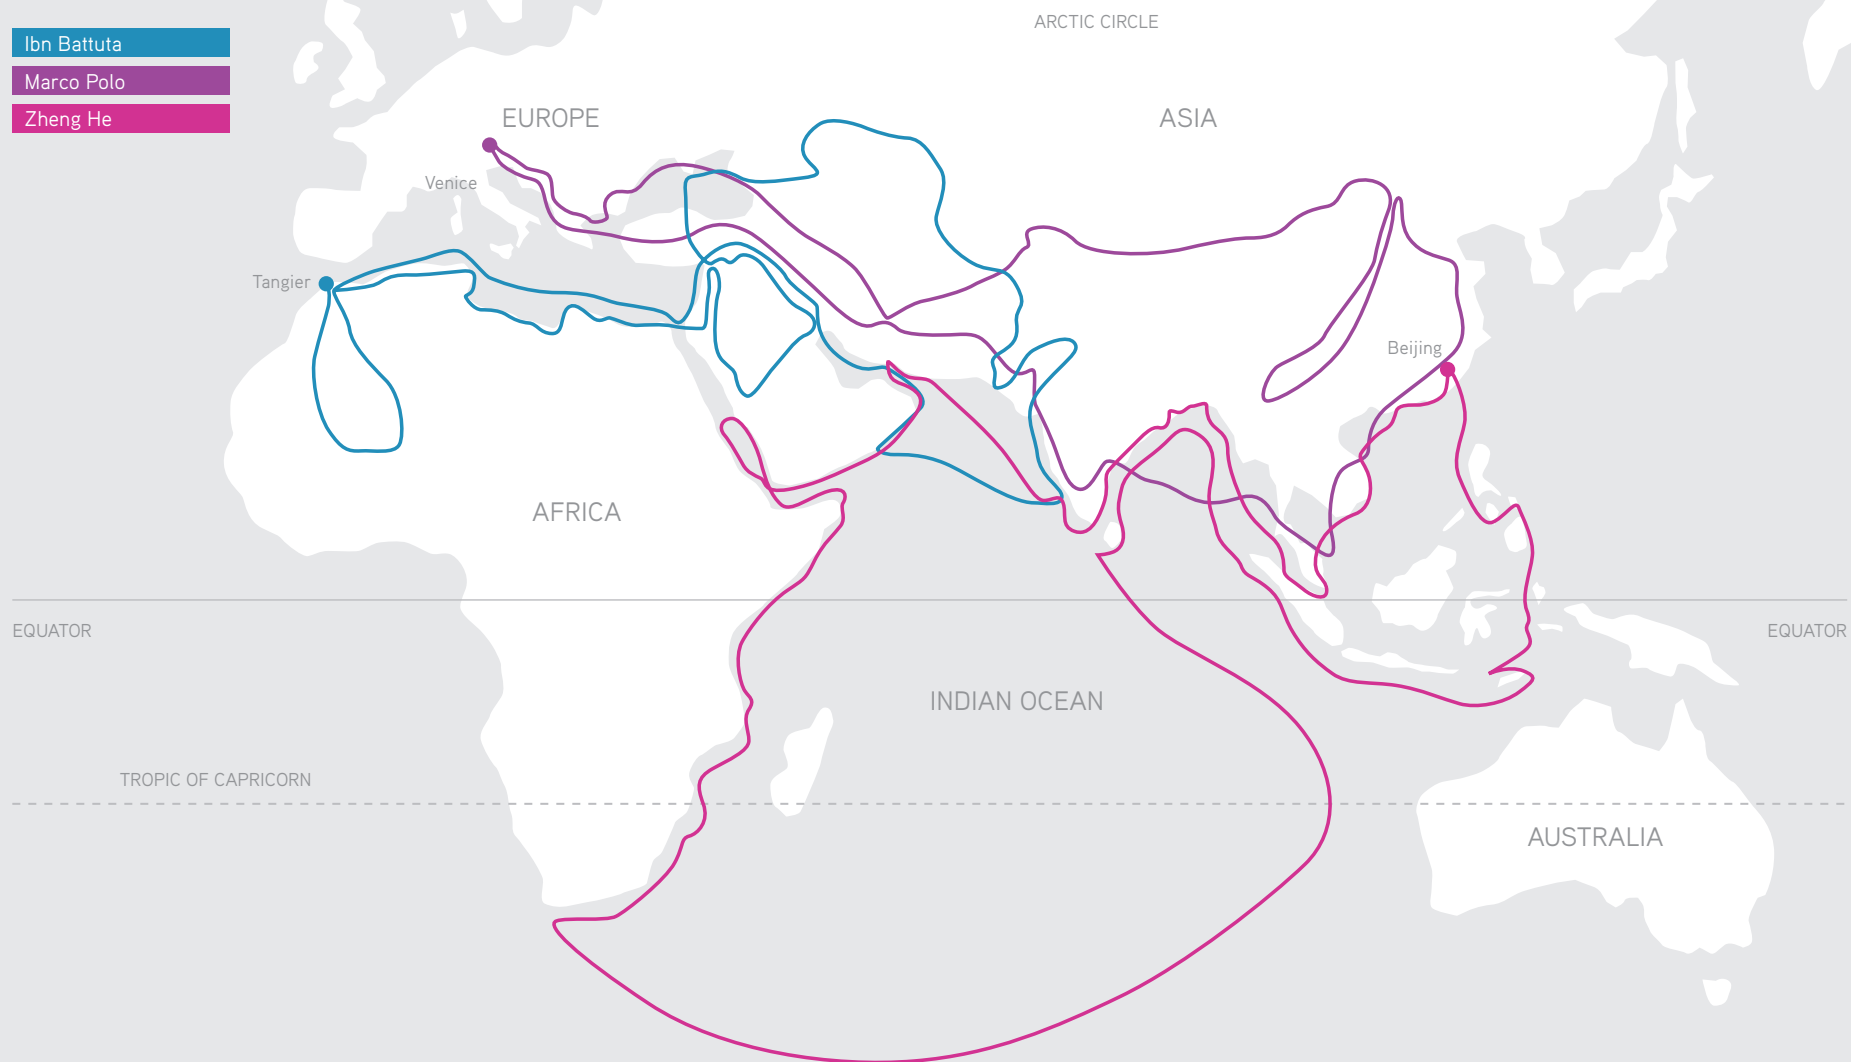 ARCTIC CIRCLE
Ibn Battuta
Marco Polo
Zheng He
EUROPE
ASIA
Venice
Tangier
Beijing
AFRICA
EQUATOR
EQUATOR
INDIAN OCEAN
TROPIC OF CAPRICORN
AUSTRALIA